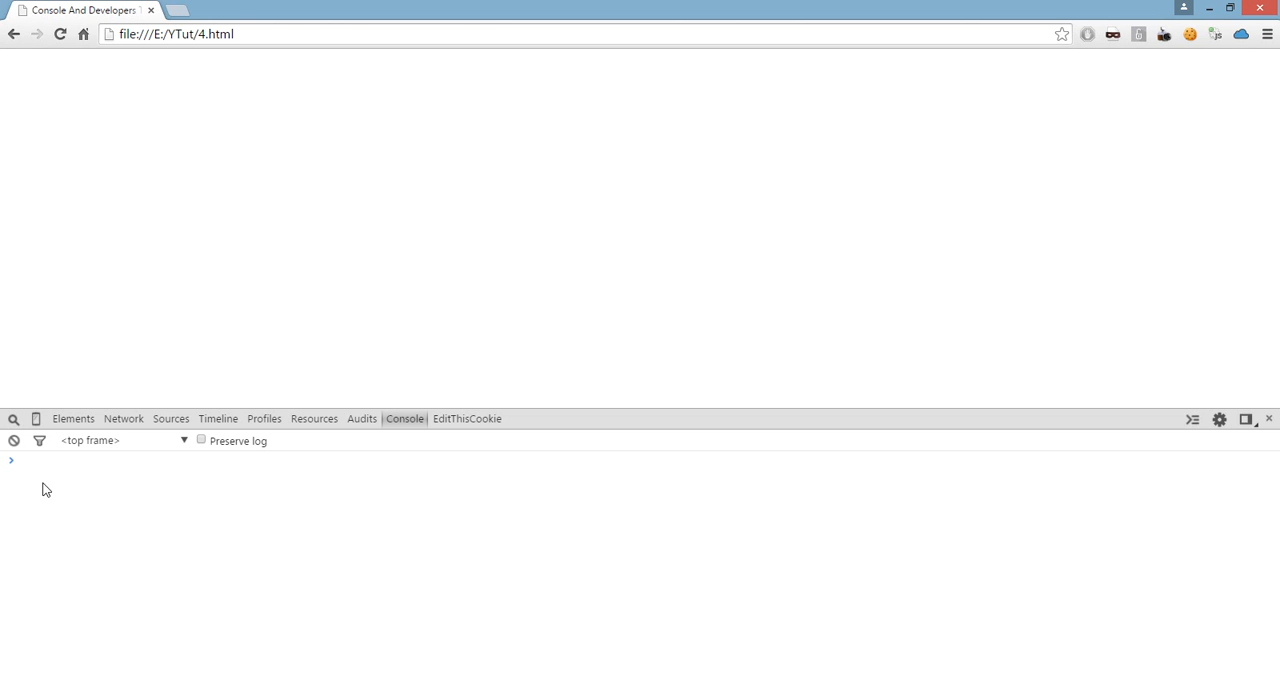 Console And Developers
file:///E:/YTut/4.html
Elements Network Sources Timeline Profiles Resources Audits Console EditThisCookie
<top frame> Preserve log